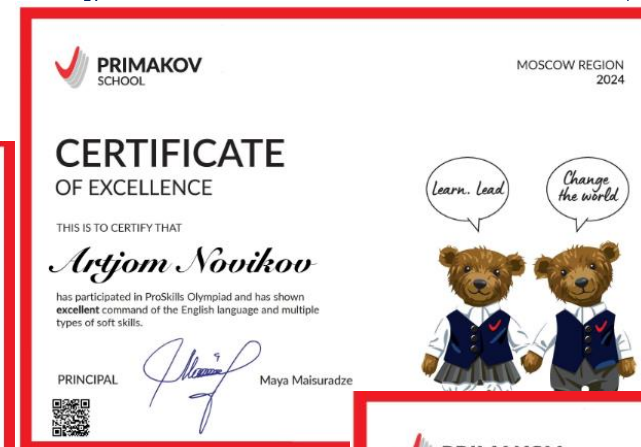 PRIMAKOV
SCHOOL
MOSCOW REGION
2024
CERTIFICATE
OF EXCELLENCE
THIS IS TO CERTIFY THAT
Artjom Novikov
has participated in ProSkills Olympiad and has shown
excellent command of the English language and multiple
types of soft skills.
Learn. Lead
Change
the world
PRINCIPAL
Maya Maisuradze